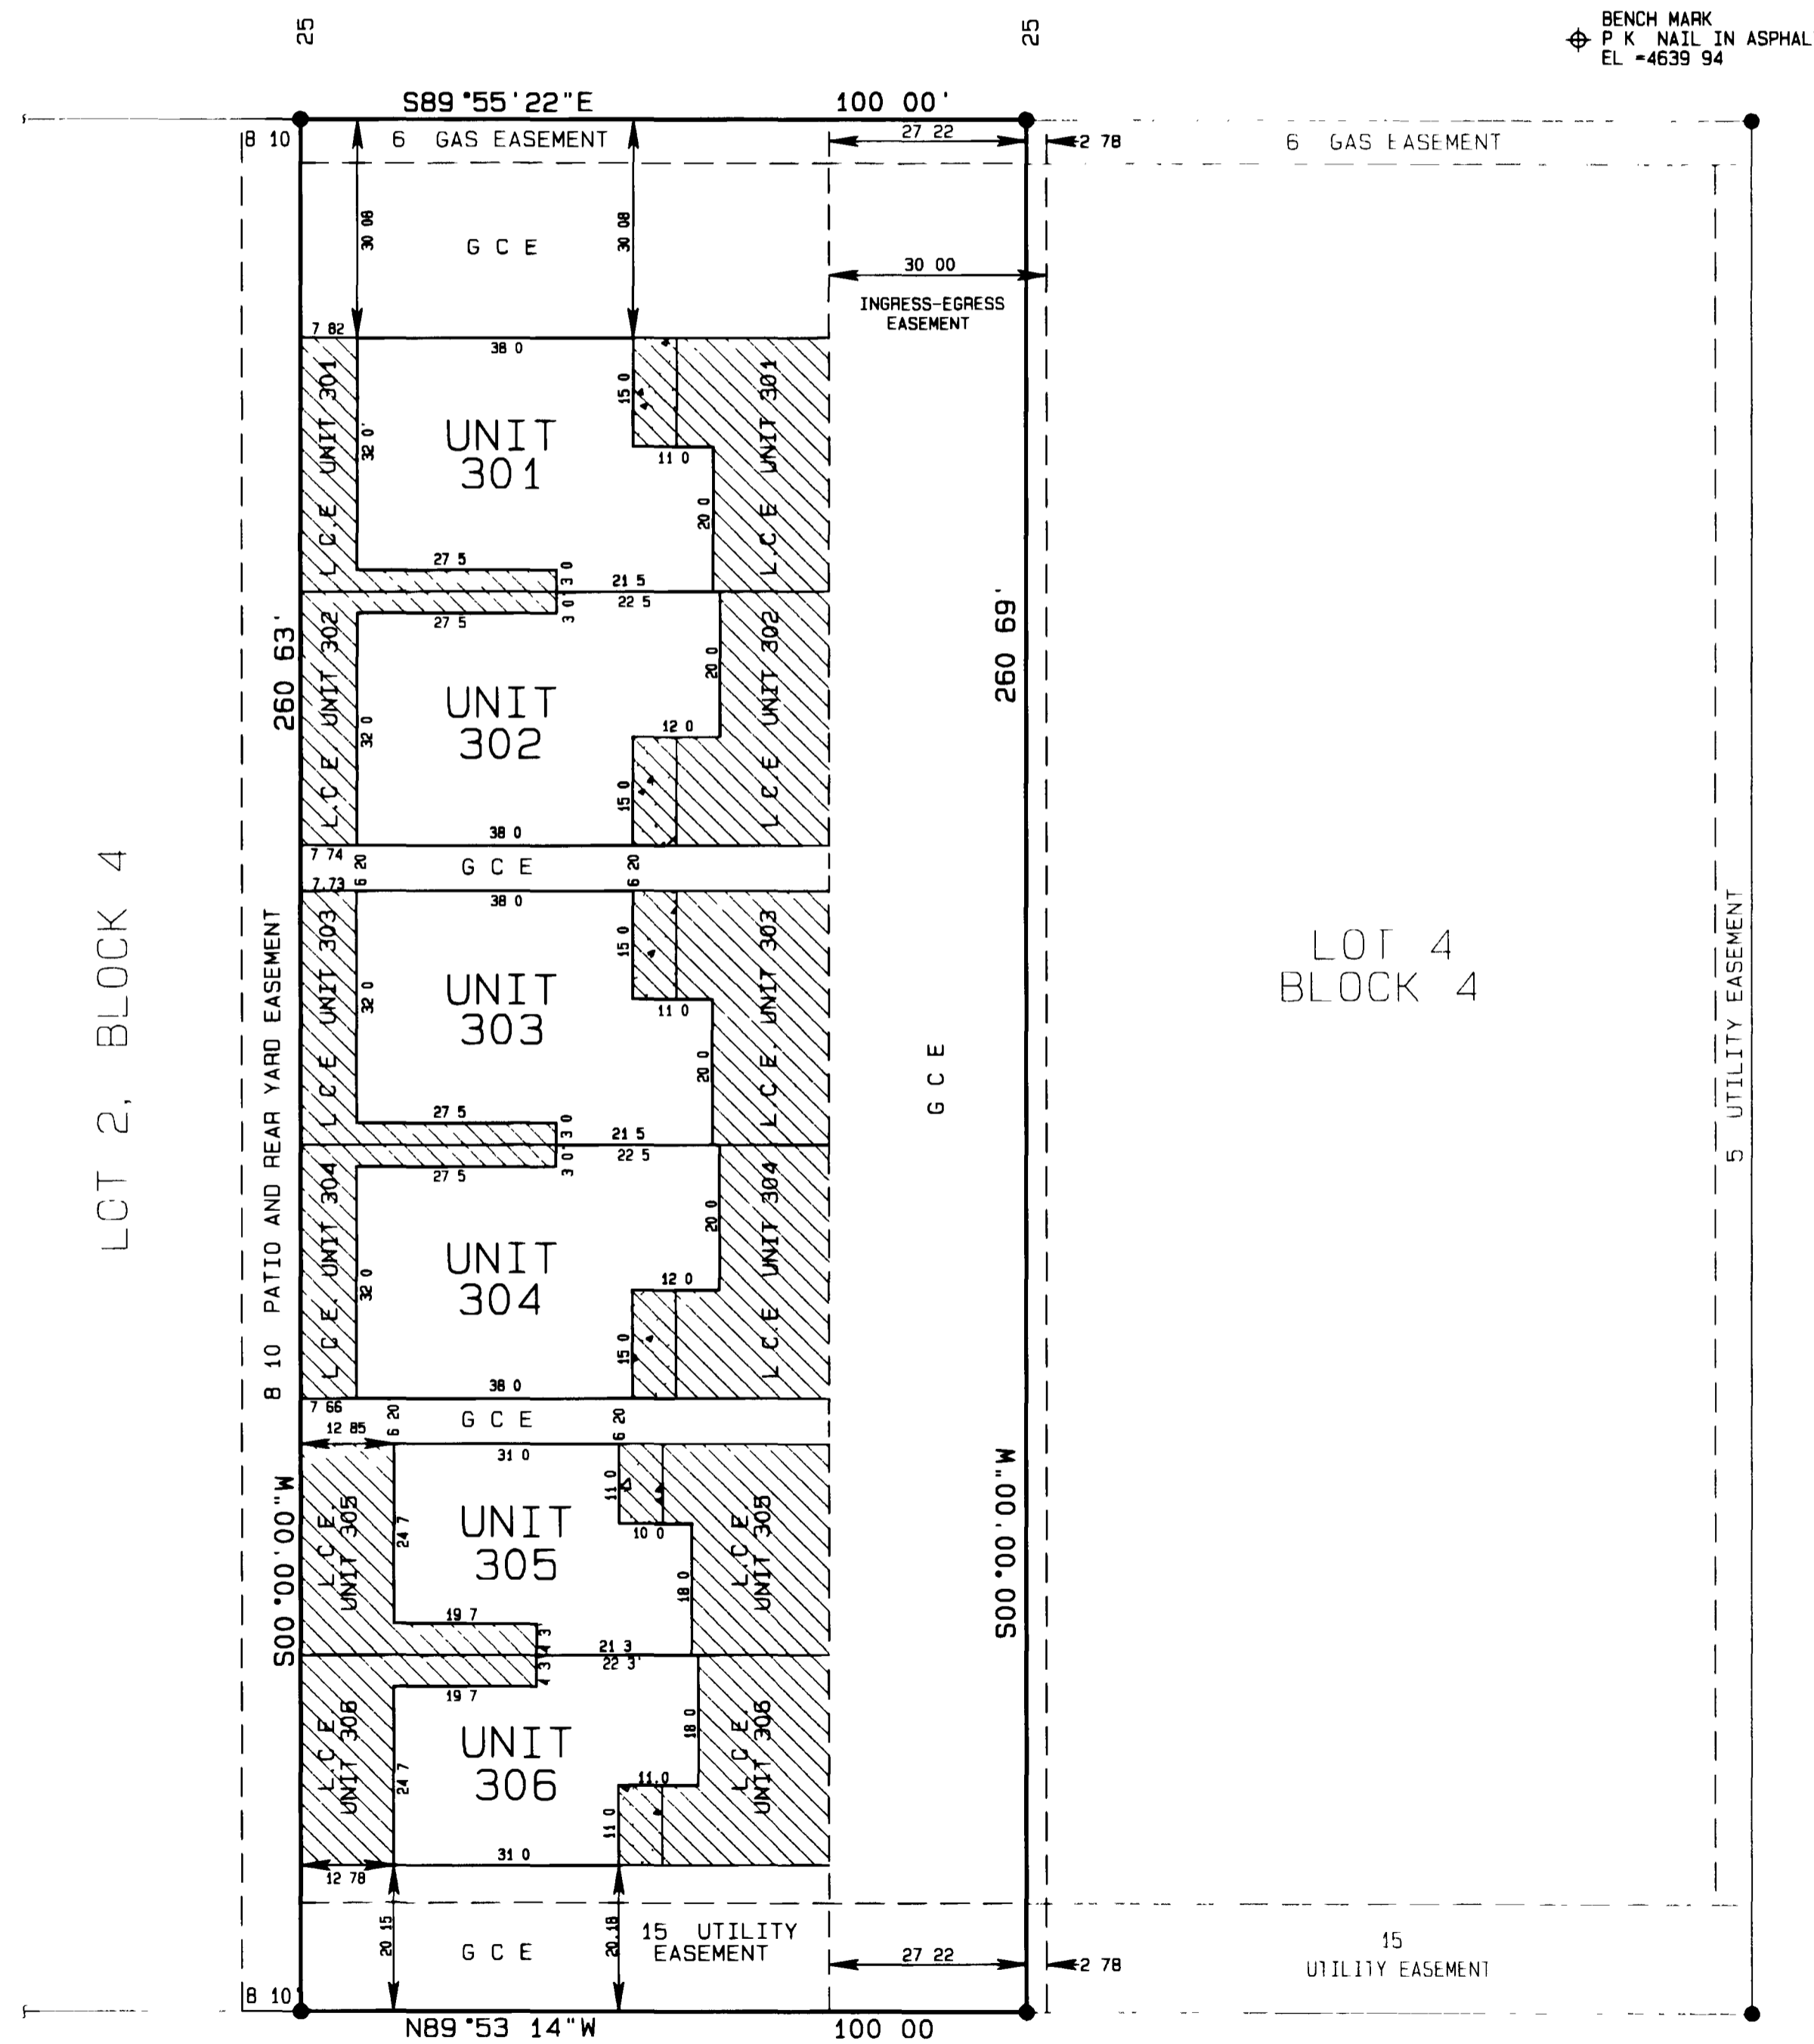 BENCH MARK
P K NAIL IN ASPHAL
EL =4639 94
25
25
S89°55'22"E 100 00'
8 10
6 GAS EASEMENT
27 22
2 78
6 GAS EASEMENT
30 08
30 08
G C E
30 00
INGRESS-EGRESS
EASEMENT
7 82
38 0
L C.E UNIT 301
32 0'
UNIT
301
15 0
11 0
20 0
L.C E UNIT 301
27 5
3 0
21 5
22 5
3 0'
27 5
260 63'
260 69'
L.C E. UNIT 302
32 0
UNIT
302
20 0
12 0
15 0
L C.E UNIT 302
38 0
7 74
6 20
G C E
6 20
7.73
38 0
LOT 2, BLOCK 4
8 10 PATIO AND REAR YARD EASEMENT
L C E UNIT 303
32 0
UNIT
303
15 0
11 0
20 0
L.C.E. UNIT 303
G C E
LOT 4
BLOCK 4
5 UTILITY EASEMENT
27 5
3 0
21 5
22 5
3 0'
27 5
L C.E. UNIT 304
32 0
UNIT
304
20 0
12 0
15 0
L C.E UNIT 304
38 0
7 66
6 20
G C E
6 20
12 85
31 0
S00°00'00"W
S00°00'00"W
L.C E.
UNIT 305
24 7
UNIT
305
11 0
10 0
18 0
L.C E.
UNIT 305
19 7
4 3
21 3
22 3'
4 3
19 7
L.C E.
UNIT 306
24 7
UNIT
306
18 0
11.0
11 0
L.C E.
UNIT 306
31 0
12 78
20 15
G C E
20.18
15 UTILITY
EASEMENT
27 22
2 78
15
UTILITY EASEMENT
8 10
N89°53 14"W 100 00